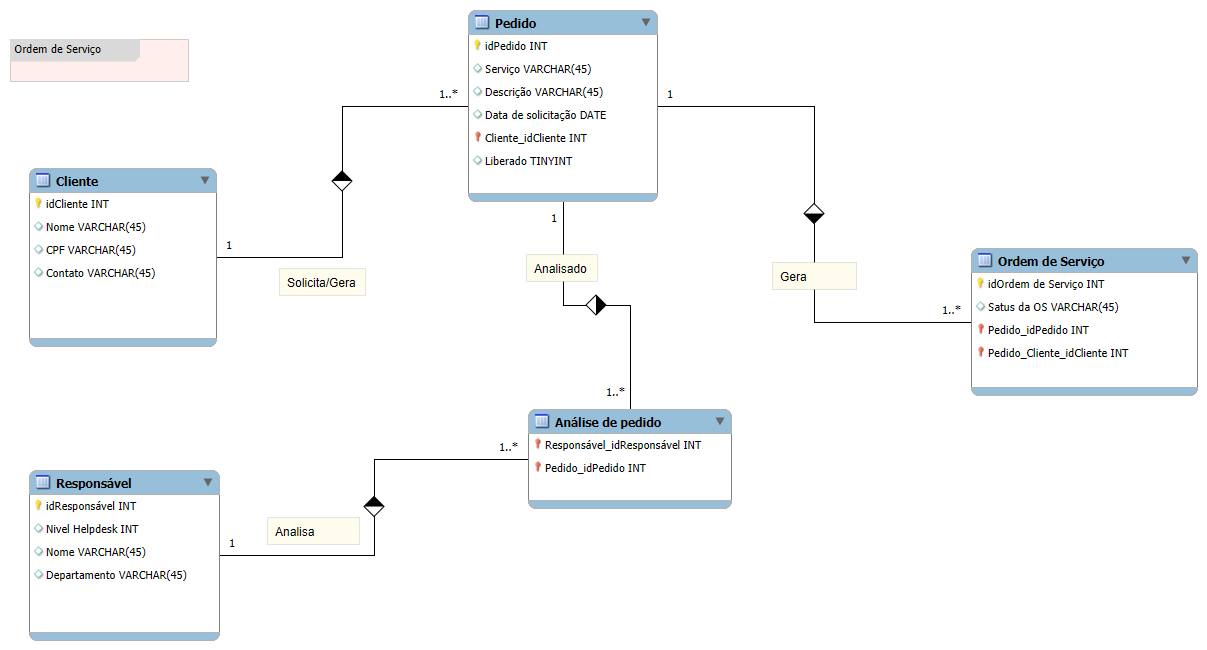 Ordem de Serviço
Pedido
idPedido INT
Serviço VARCHAR(45)
Descrição VARCHAR(45)
Data de solicitação DATE
Cliente_idCliente INT
Liberado TINYINT
1..*
1
1
Cliente
idCliente INT
Nome VARCHAR(45)
CPF VARCHAR(45)
Contato VARCHAR(45)
1
Solicita/Gera
Analisado
Gera
Ordem de Serviço
idOrdem de Serviço INT
Satus da OS VARCHAR(45)
Pedido_idPedido INT
Pedido_Cliente_idCliente INT
1..*
1..*
Análise de pedido
Responsável_idResponsável INT
Pedido_idPedido INT
1..*
Responsável
idResponsável INT
Nivel Helpdesk INT
Nome VARCHAR(45)
Departamento VARCHAR(45)
1
Analisa